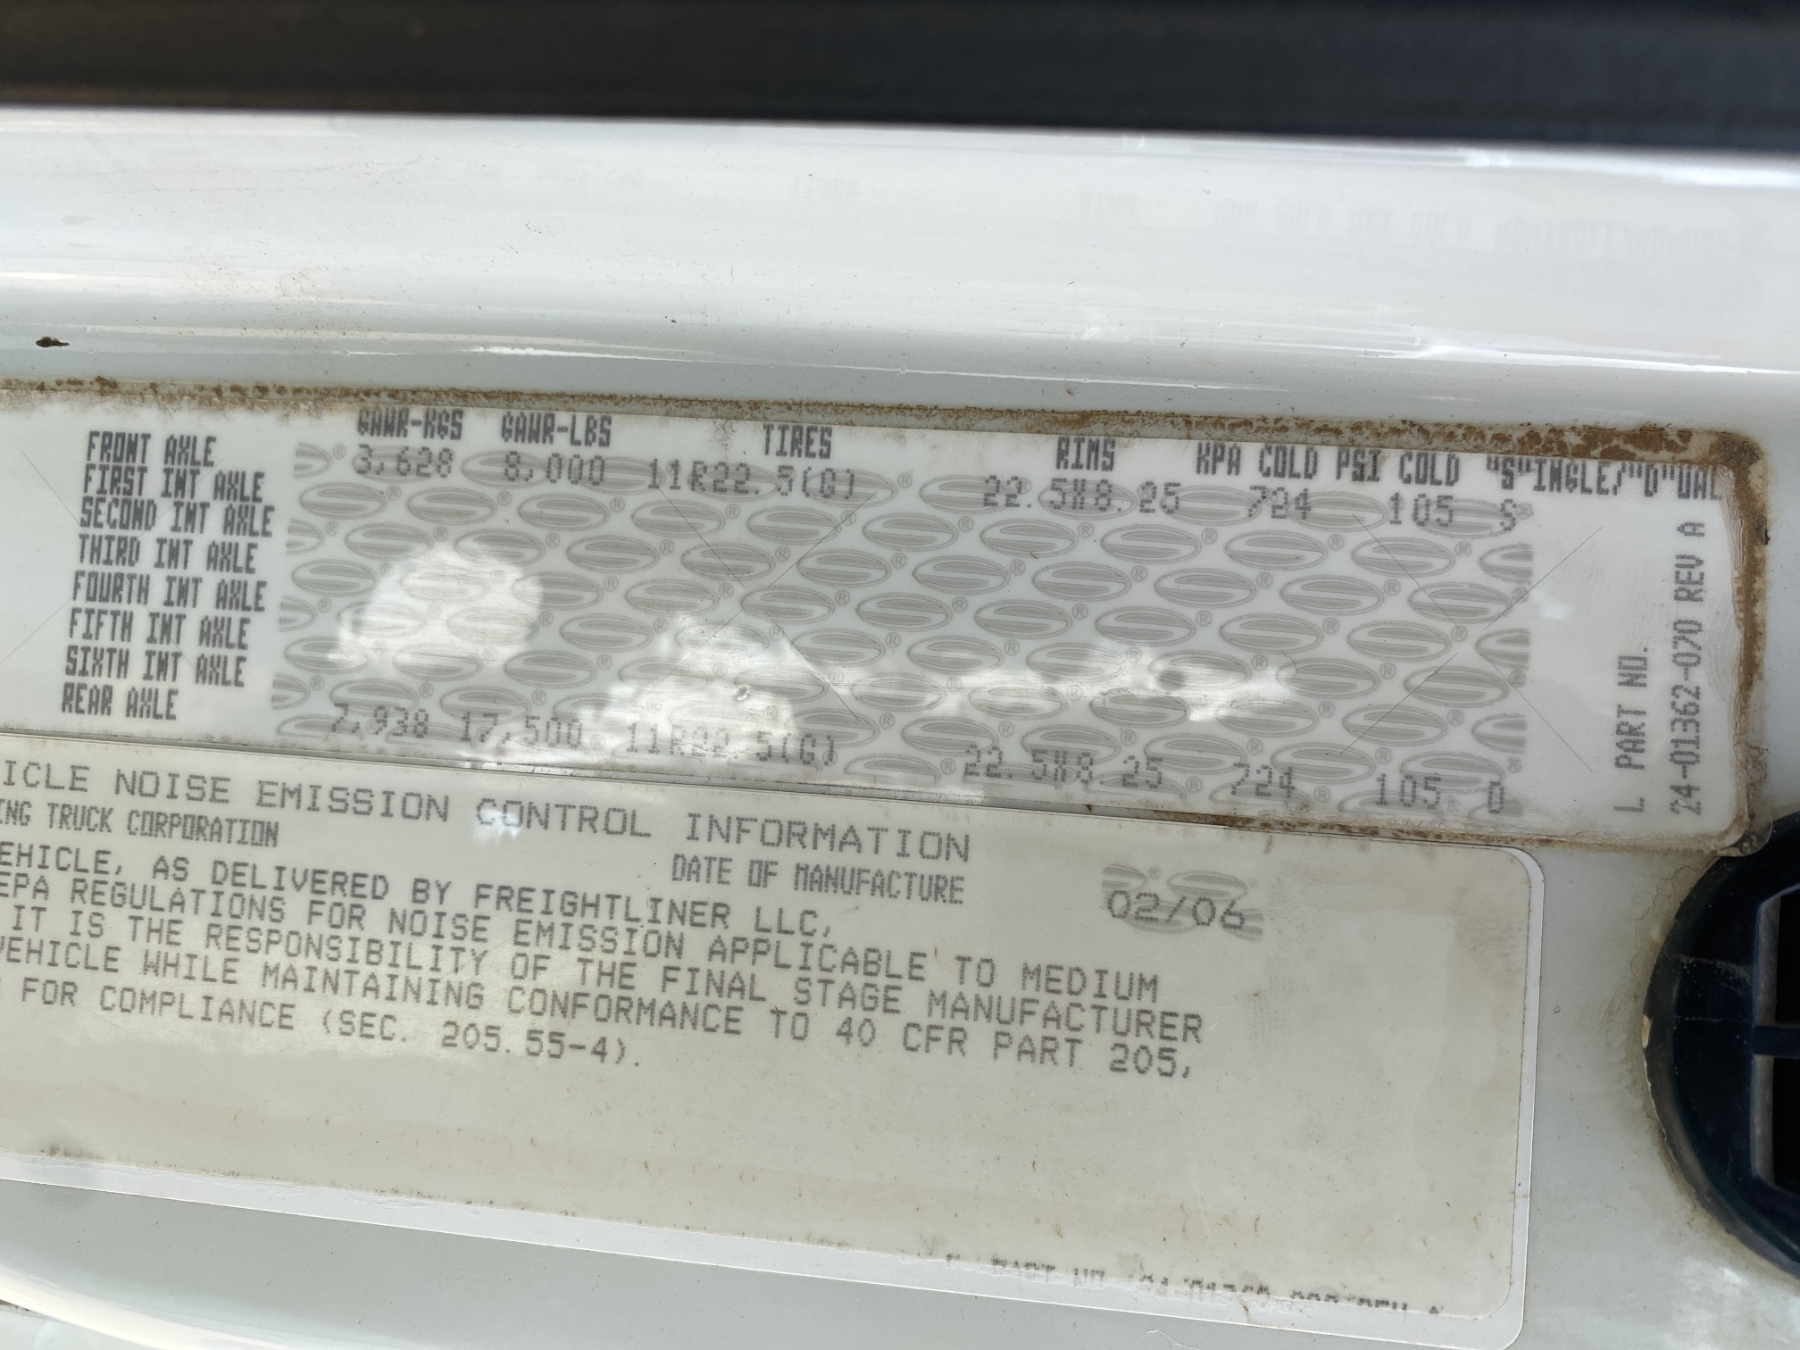 GAWR-KGS GAWR-LBS TIRES RIMS KPA COLD PSI COLD "S"INGLE/"D"UAL
FRONT AXLE 3,628 8,000 11R22.5(G) 22.5X8.25 724 105 S
FIRST INT AXLE
SECOND INT AXLE
THIRD INT AXLE
FOURTH INT AXLE
FIFTH INT AXLE
SIXTH INT AXLE
REAR AXLE 7,938 17,500 11R22.5(G) 22.5X8.25 724 105 D
L PART NO.
24-01362-070 REV A
ICLE NOISE EMISSION CONTROL INFORMATION
ING TRUCK CORPORATION DATE OF MANUFACTURE 02/06
EHICLE, AS DELIVERED BY FREIGHTLINER LLC,
EPA REGULATIONS FOR NOISE EMISSION APPLICABLE TO MEDIUM
IT IS THE RESPONSIBILITY OF THE FINAL STAGE MANUFACTURER
VEHICLE WHILE MAINTAINING CONFORMANCE TO 40 CFR PART 205,
FOR COMPLIANCE (SEC. 205.55-4).